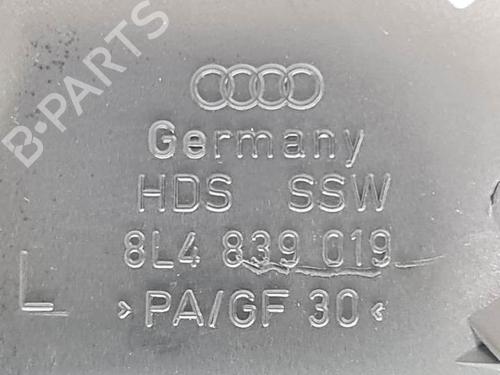 B-PARTS
Germany
HDS SSW
8L4 839 019
L
>PA/GF 30<